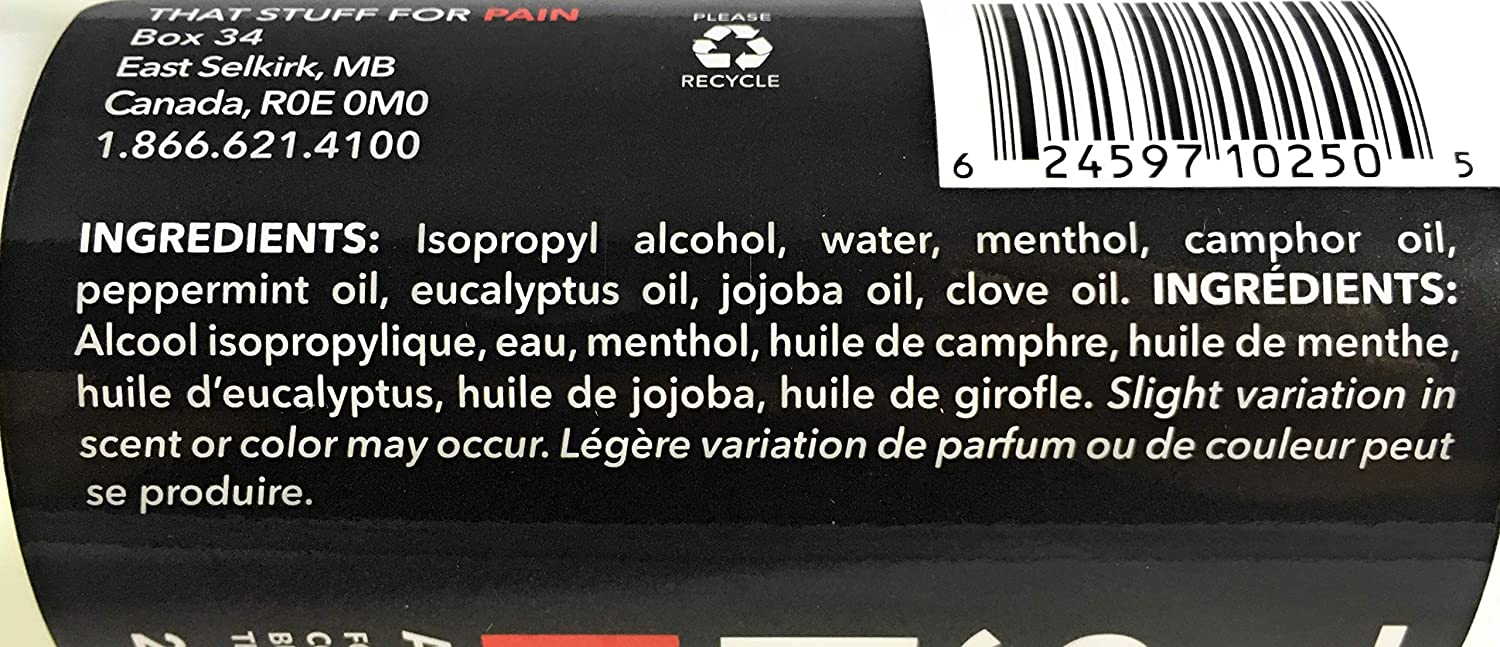 THAT STUFF FOR PAIN
Box 34
East Selkirk, MB
Canada, R0E 0M0
1.866.621.4100
PLEASE
RECYCLE
6 24597 10250 5
INGREDIENTS: Isopropyl alcohol, water, menthol, camphor oil,
peppermint oil, eucalyptus oil, jojoba oil, clove oil. INGRÉDIENTS:
Alcool isopropylique, eau, menthol, huile de camphre, huile de menthe,
huile d’eucalyptus, huile de jojoba, huile de girofle. Slight variation in
scent or color may occur. Légère variation de parfum ou de couleur peut
se produire.